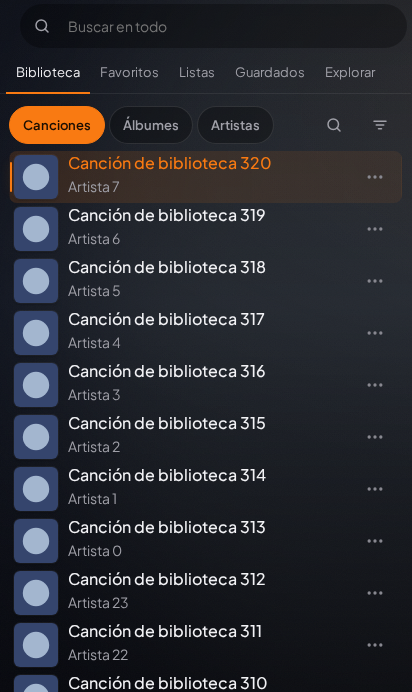 Buscar en todo
Biblioteca Favoritos Listas Guardados Explorar
Canciones Álbumes Artistas
Canción de biblioteca 320
Artista 7
Canción de biblioteca 319
Artista 6
Canción de biblioteca 318
Artista 5
Canción de biblioteca 317
Artista 4
Canción de biblioteca 316
Artista 3
Canción de biblioteca 315
Artista 2
Canción de biblioteca 314
Artista 1
Canción de biblioteca 313
Artista 0
Canción de biblioteca 312
Artista 23
Canción de biblioteca 311
Artista 22
Canción de biblioteca 310